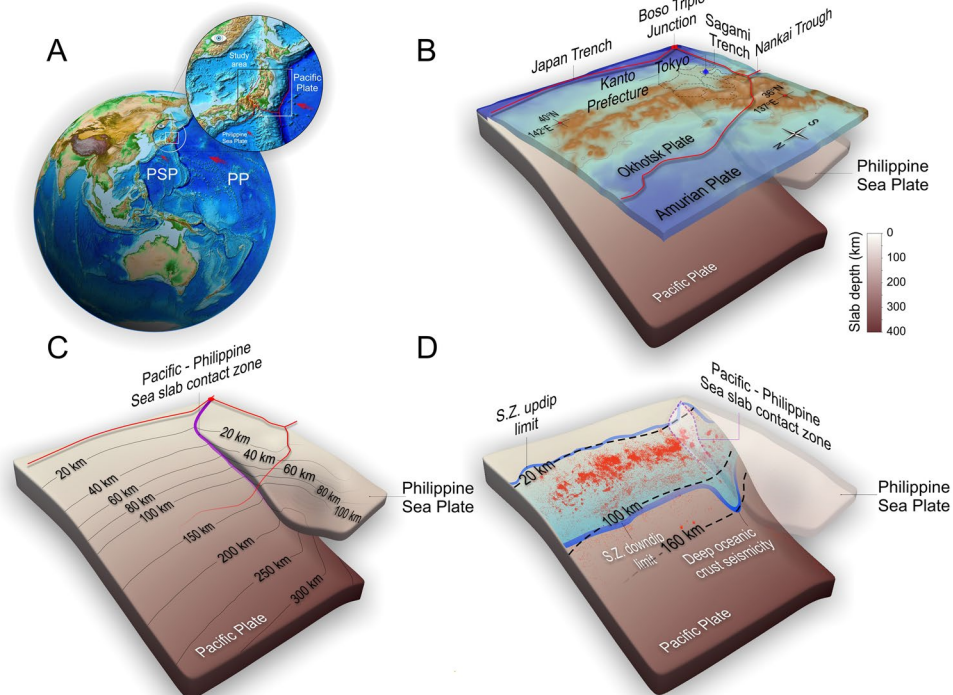 A
Study
area
Pacific
Plate
Philippine
Sea Plate
PSP
PP
B
Boso Triple
Junction
Sagami
Trench
Nankai Trough
Japan Trench
Kanto
Prefecture
Tokyo
40°N
142°E
36°N
137°E
Okhotsk Plate
Amurian Plate
N
S
Philippine
Sea Plate
Pacific Plate
Slab depth (km)
0
100
200
300
400
C
Pacific - Philippine
Sea slab contact zone
20 km
40 km
60 km
80 km
100 km
150 km
200 km
250 km
300 km
20 km
40 km
60 km
80 km
100 km
Philippine
Sea Plate
Pacific Plate
D
Pacific - Philippine
Sea slab contact zone
S.Z. updip
limit
20 km
100 km
160 km
S.Z. downdip
limit
Deep oceanic
crust seismicity
Philippine
Sea Plate
Pacific Plate